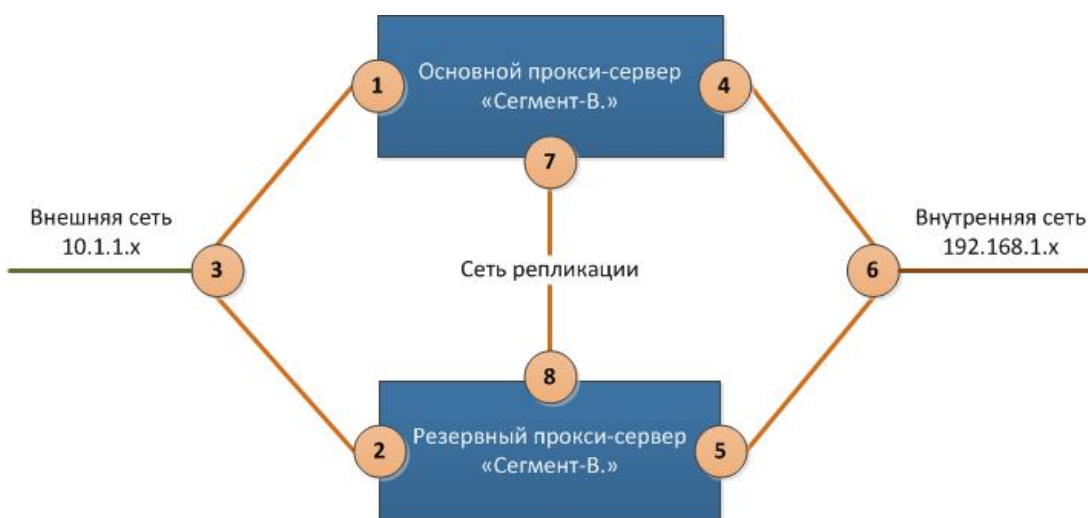 Основной прокси-сервер
«Сегмент-В.»
1
4
7
Внешняя сеть
10.1.1.x
3
Сеть репликации
6
Внутренняя сеть
192.168.1.x
8
Резервный прокси-сервер
«Сегмент-В.»
2
5